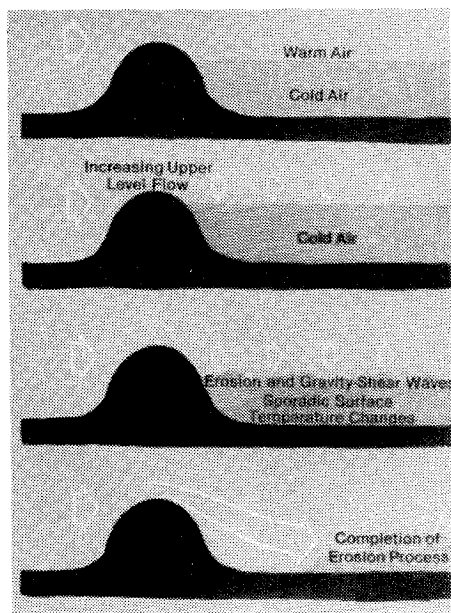 Warm Air
Cold Air
Increasing Upper
Level Flow
Cold Air
Erosion and Gravity-Shear Waves
Sporadic Surface
Temperature Changes
Completion of
Erosion Process